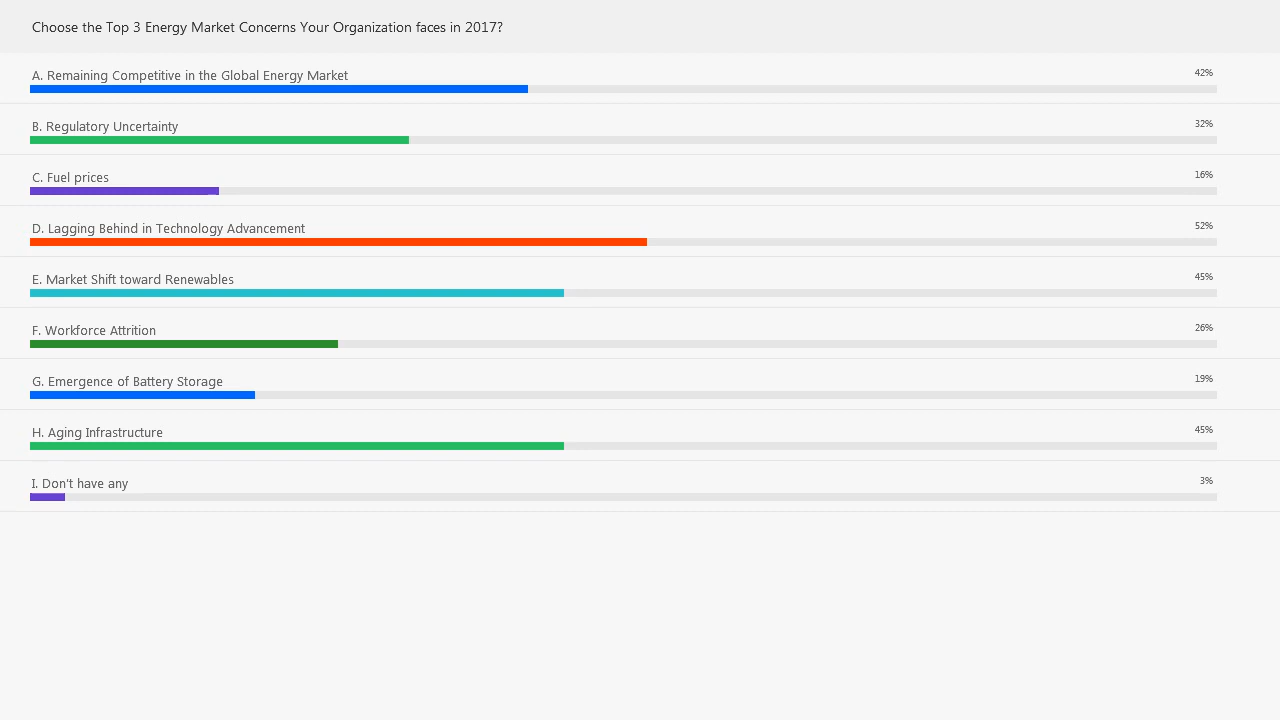 Choose the Top 3 Energy Market Concerns Your Organization faces in 2017?
A. Remaining Competitive in the Global Energy Market 42%
B. Regulatory Uncertainty 32%
C. Fuel prices 16%
D. Lagging Behind in Technology Advancement 52%
E. Market Shift toward Renewables 45%
F. Workforce Attrition 26%
G. Emergence of Battery Storage 19%
H. Aging Infrastructure 45%
I. Don't have any 3%